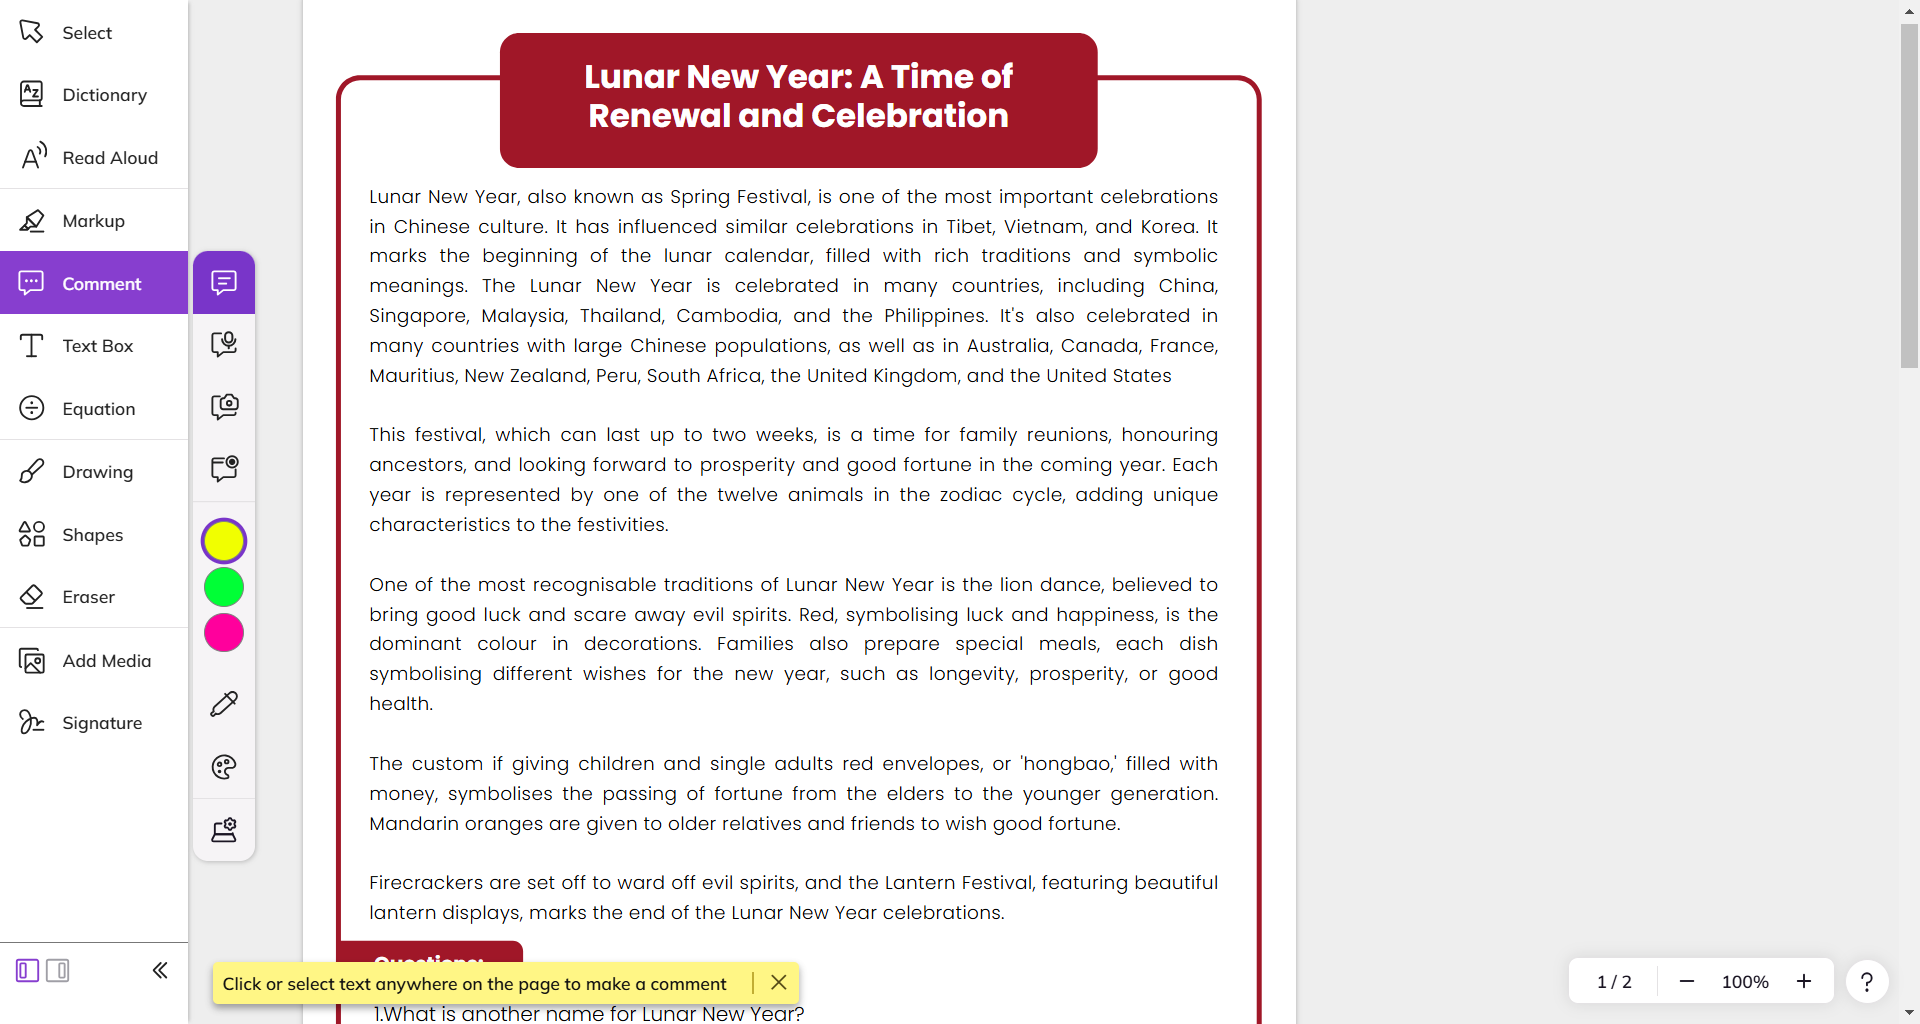 Select
Dictionary
Read Aloud
Markup
Comment
Text Box
Equation
Drawing
Shapes
Eraser
Add Media
Signature
Lunar New Year: A Time of
Renewal and Celebration
Lunar New Year, also known as Spring Festival, is one of the most important celebrations
in Chinese culture. It has influenced similar celebrations in Tibet, Vietnam, and Korea. It
marks the beginning of the lunar calendar, filled with rich traditions and symbolic
meanings. The Lunar New Year is celebrated in many countries, including China,
Singapore, Malaysia, Thailand, Cambodia, and the Philippines. It's also celebrated in
many countries with large Chinese populations, as well as in Australia, Canada, France,
Mauritius, New Zealand, Peru, South Africa, the United Kingdom, and the United States
This festival, which can last up to two weeks, is a time for family reunions, honouring
ancestors, and looking forward to prosperity and good fortune in the coming year. Each
year is represented by one of the twelve animals in the zodiac cycle, adding unique
characteristics to the festivities.
One of the most recognisable traditions of Lunar New Year is the lion dance, believed to
bring good luck and scare away evil spirits. Red, symbolising luck and happiness, is the
dominant colour in decorations. Families also prepare special meals, each dish
symbolising different wishes for the new year, such as longevity, prosperity, or good
health.
The custom if giving children and single adults red envelopes, or 'hongbao,' filled with
money, symbolises the passing of fortune from the elders to the younger generation.
Mandarin oranges are given to older relatives and friends to wish good fortune.
Firecrackers are set off to ward off evil spirits, and the Lantern Festival, featuring beautiful
lantern displays, marks the end of the Lunar New Year celebrations.
Questions:
Click or select text anywhere on the page to make a comment
1.What is another name for Lunar New Year?
1 / 2
100%
?